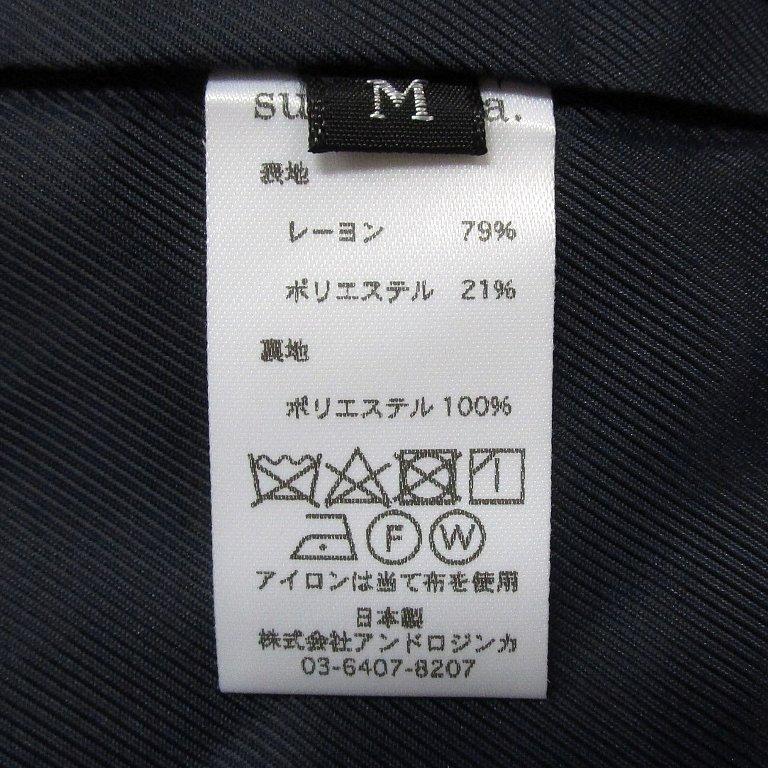 M
表地
レーヨン 79%
ポリエステル 21%
裏地
ポリエステル 100%
F W
アイロンは当て布を使用
日本製
株式会社アンドロジンカ
03-6407-8207